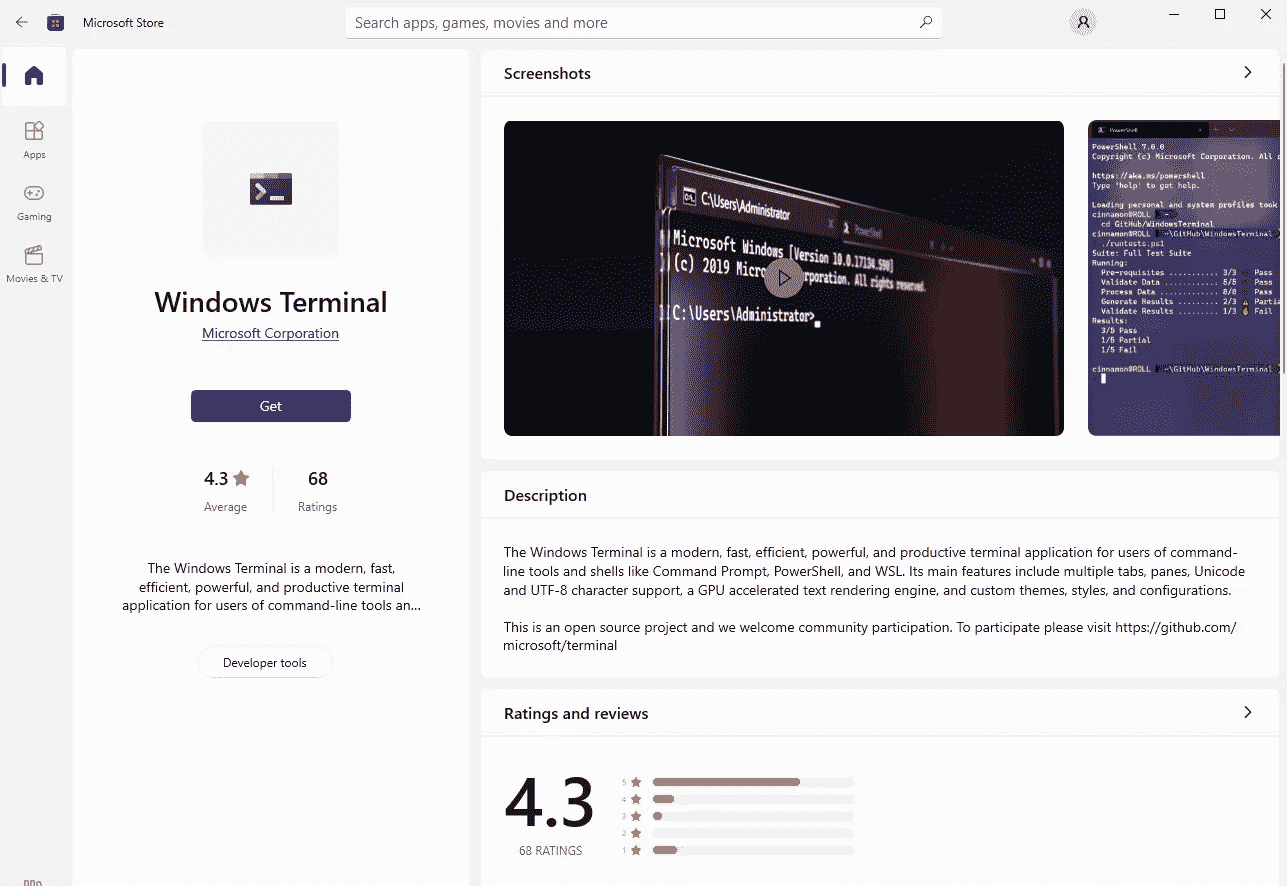 Microsoft Store
Search apps, games, movies and more
Apps
Gaming
Movies & TV
Windows Terminal
Microsoft Corporation
Get
4.3
68
Average
Ratings
The Windows Terminal is a modern, fast,
efficient, powerful, and productive terminal
application for users of command-line tools an...
Developer tools
Screenshots
C:\Users\Administrator
PowerShell
Microsoft Windows [Version 10.0.17134.590]
(c) 2019 Microsoft Corporation. All rights reserved.
C:\Users\Administrator>
PowerShell
PowerShell 7.0.0
Copyright (c) Microsoft Corporation. All
https://aka.ms/powershell
Type 'help' to get help.
Loading personal and system profiles took
cinnamon@ROLL ~
cd GitHub/WindowsTerminal
cinnamon@ROLL ~\GitHub/WindowsTerminal
./runtests.ps1
Suite: Full Test Suite
Running:
Pre-requisites ........... 3/3 Pass
Validate Data ........... 5/5 Pass
Process Data ........... 8/8 Pass
Generate Results ........ 2/3 Partia
Validate Results ........ 1/3 Fail
Results:
3/5 Pass
1/5 Partial
1/5 Fail
cinnamon@ROLL ~\GitHub/WindowsTerminal
Description
The Windows Terminal is a modern, fast, efficient, powerful, and productive terminal application for users of command-
line tools and shells like Command Prompt, PowerShell, and WSL. Its main features include multiple tabs, panes, Unicode
and UTF-8 character support, a GPU accelerated text rendering engine, and custom themes, styles, and configurations.
This is an open source project and we welcome community participation. To participate please visit https://github.com/
microsoft/terminal
Ratings and reviews
4.3
68 RATINGS
5
4
3
2
1